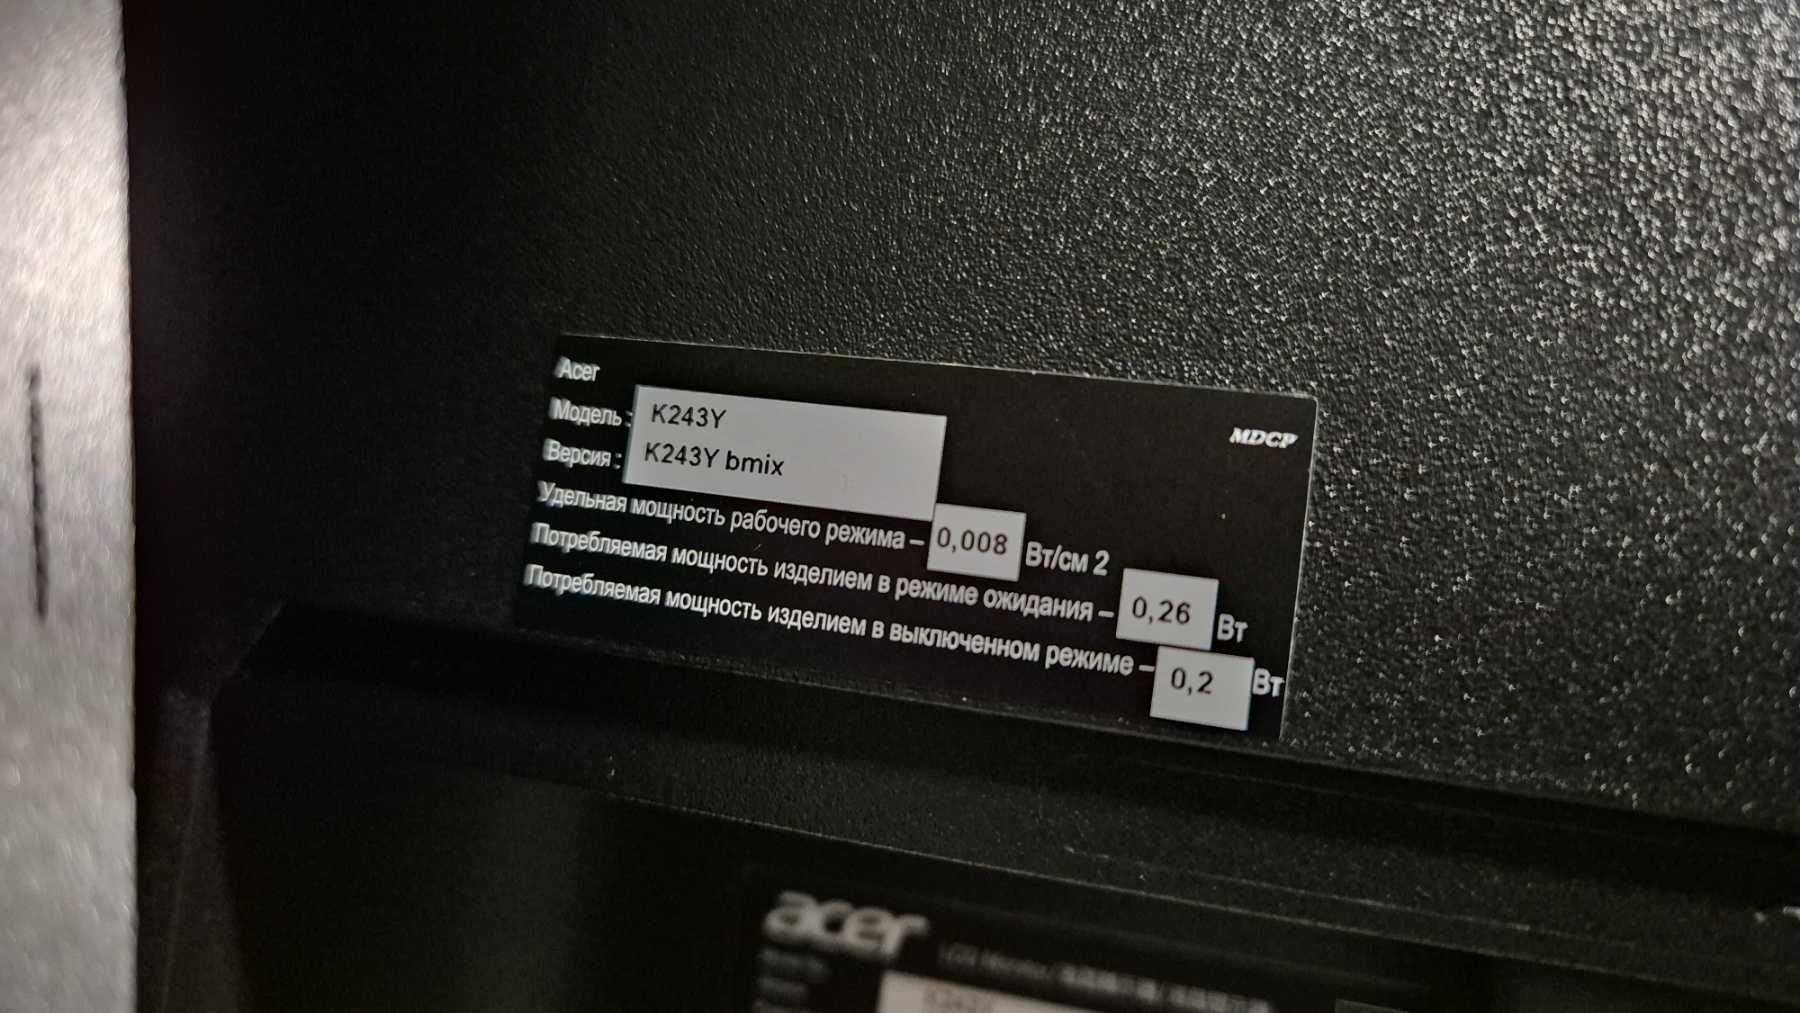 Acer
MDCP
Модель : K243Y
Версия : K243Y bmix
Удельная мощность рабочего режима – 0,008 Вт/см 2
Потребляемая мощность изделием в режиме ожидания – 0,26 Вт
Потребляемая мощность изделием в выключенном режиме – 0,2 Вт
acer